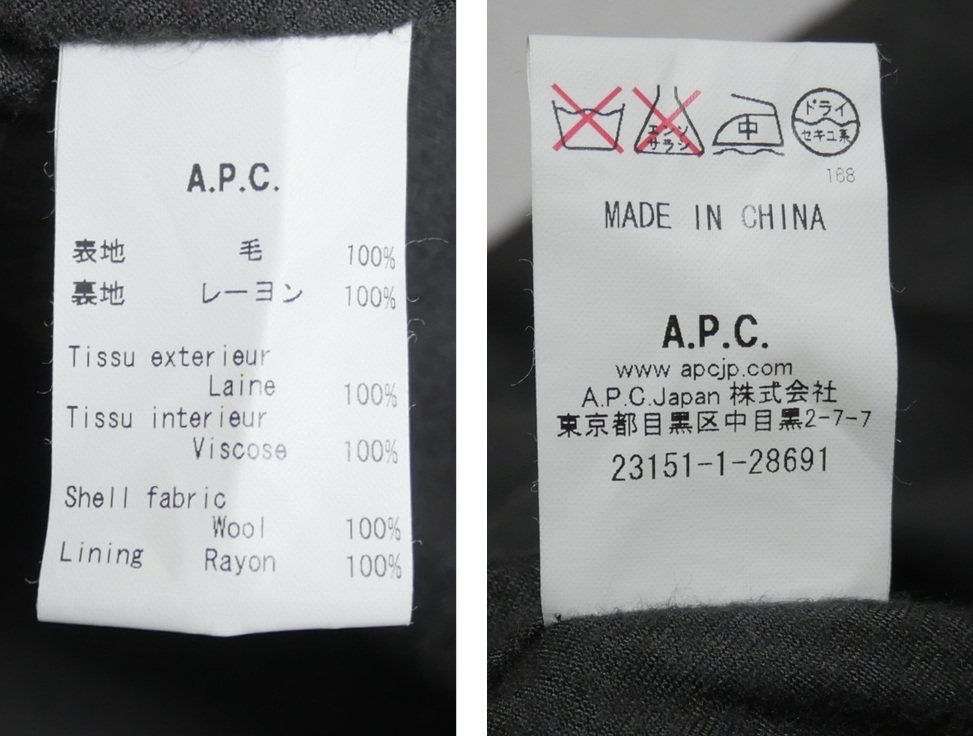 A.P.C.
表地 毛 100%
裏地 レーヨン 100%
Tissu exterieur
Laine 100%
Tissu interieur
Viscose 100%
Shell fabric
Wool 100%
Lining Rayon 100%
エンソ
サラシ
中
ドライ
セキユ系
168
MADE IN CHINA
A.P.C.
www apcjp.com
A.P.C.Japan 株式会社
東京都目黒区中目黒2-7-7
23151-1-28691